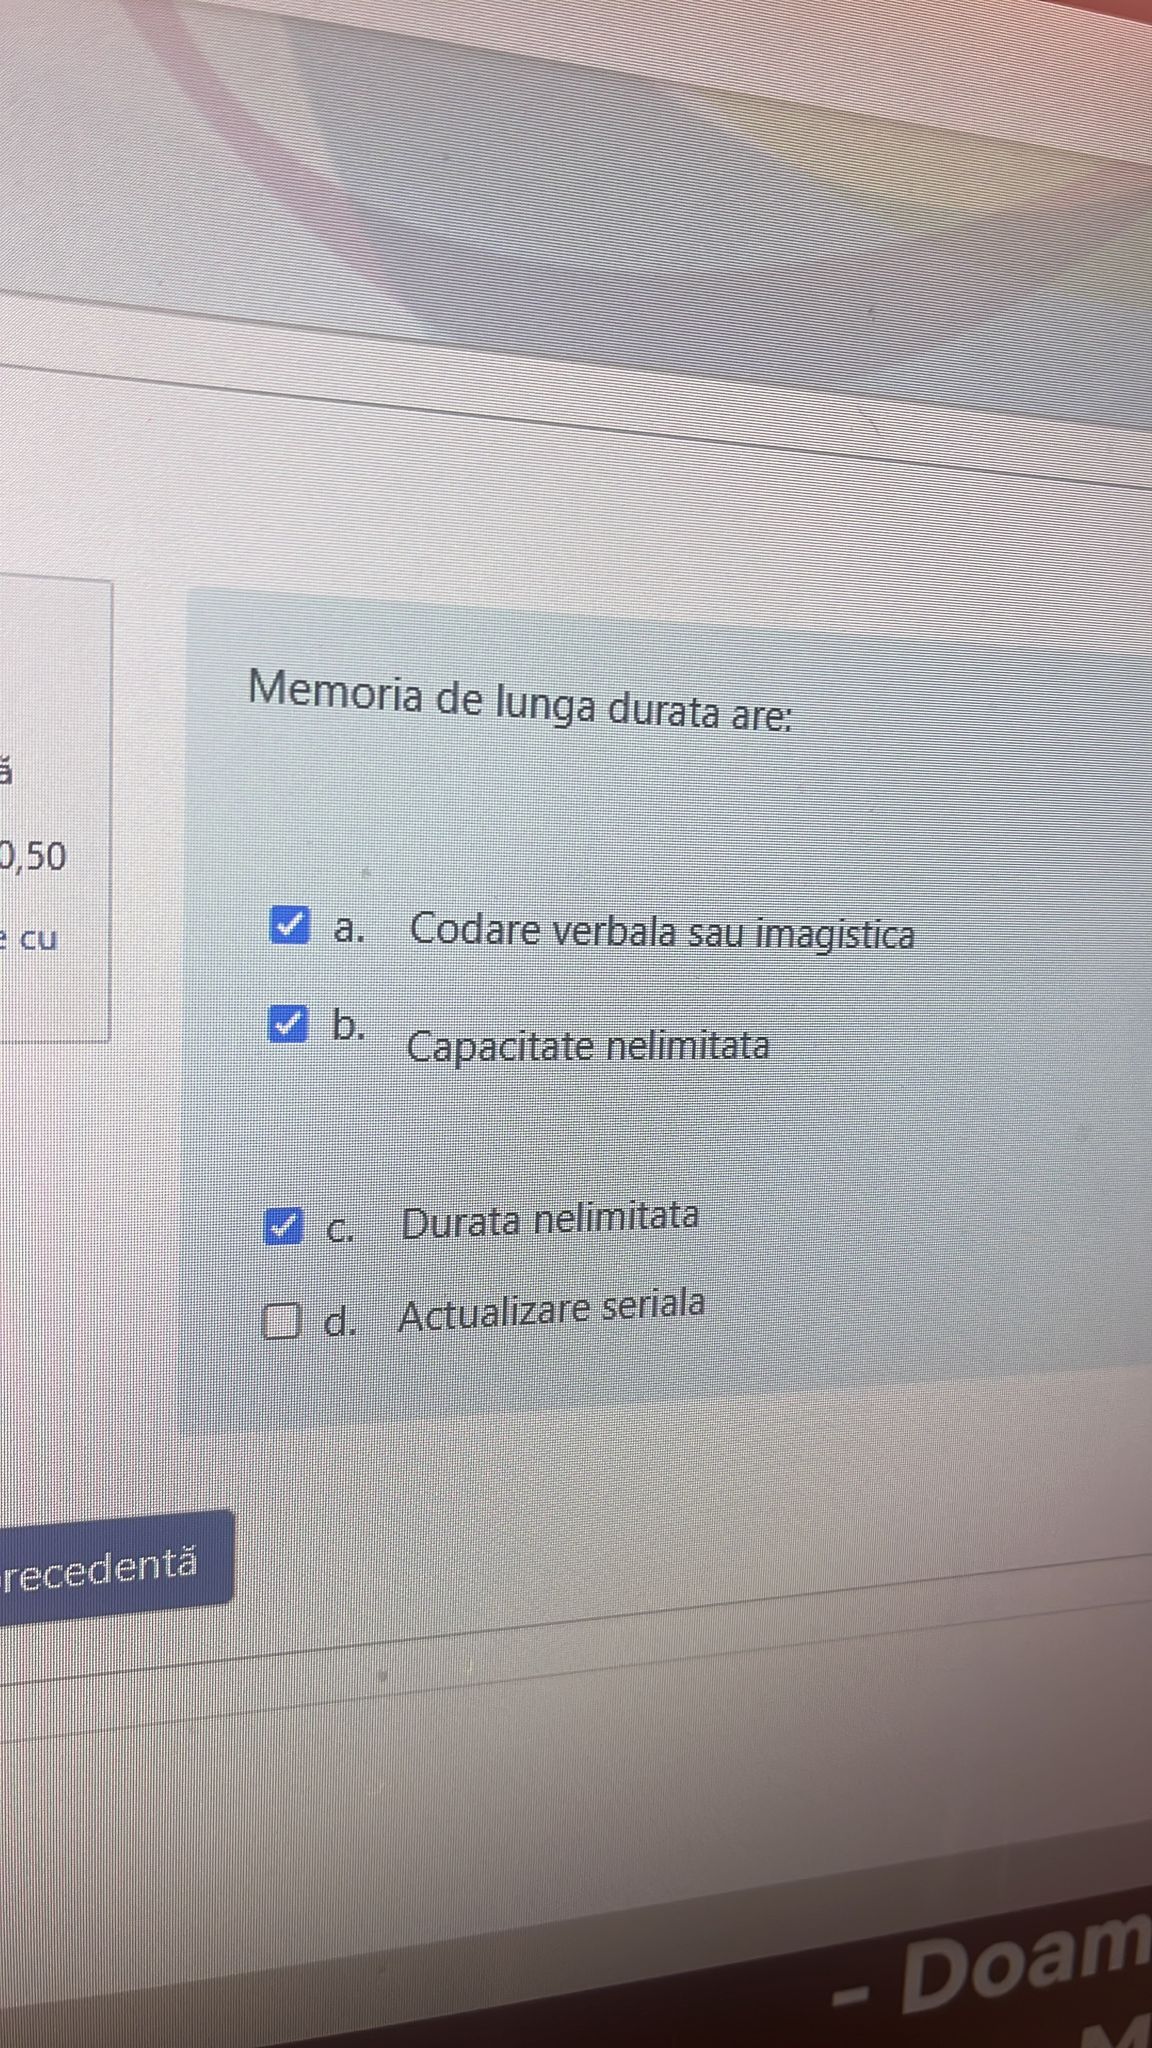 Memoria de lunga durata are:
ă
0,50
cu
a. Codare verbala sau imagistica
b. Capacitate nelimitata
c. Durata nelimitata
d. Actualizare seriala
recedentă
- Doam
M